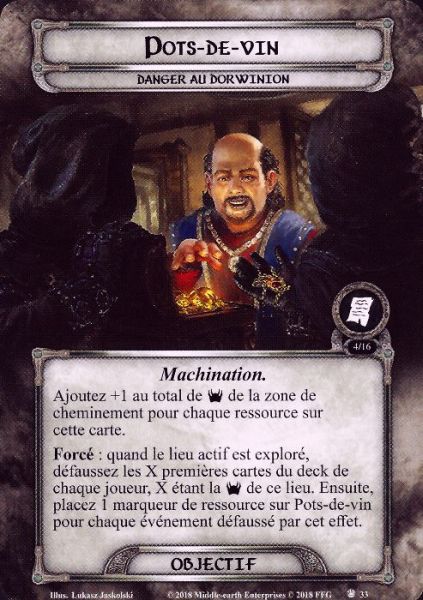 Pots-de-vin
DANGER AU DORWINION
4/16
Machination.
Ajoutez +1 au total de de la zone de
cheminement pour chaque ressource sur
cette carte.
Forcé : quand le lieu actif est exploré,
défaussez les X premières cartes du deck de
chaque joueur, X étant la de ce lieu. Ensuite,
placez 1 marqueur de ressource sur Pots-de-vin
pour chaque événement défaussé par cet effet.
OBJECTIF
Illus. Lukasz Jaskolski © 2018 Middle-earth Enterprises © 2018 FFG 33